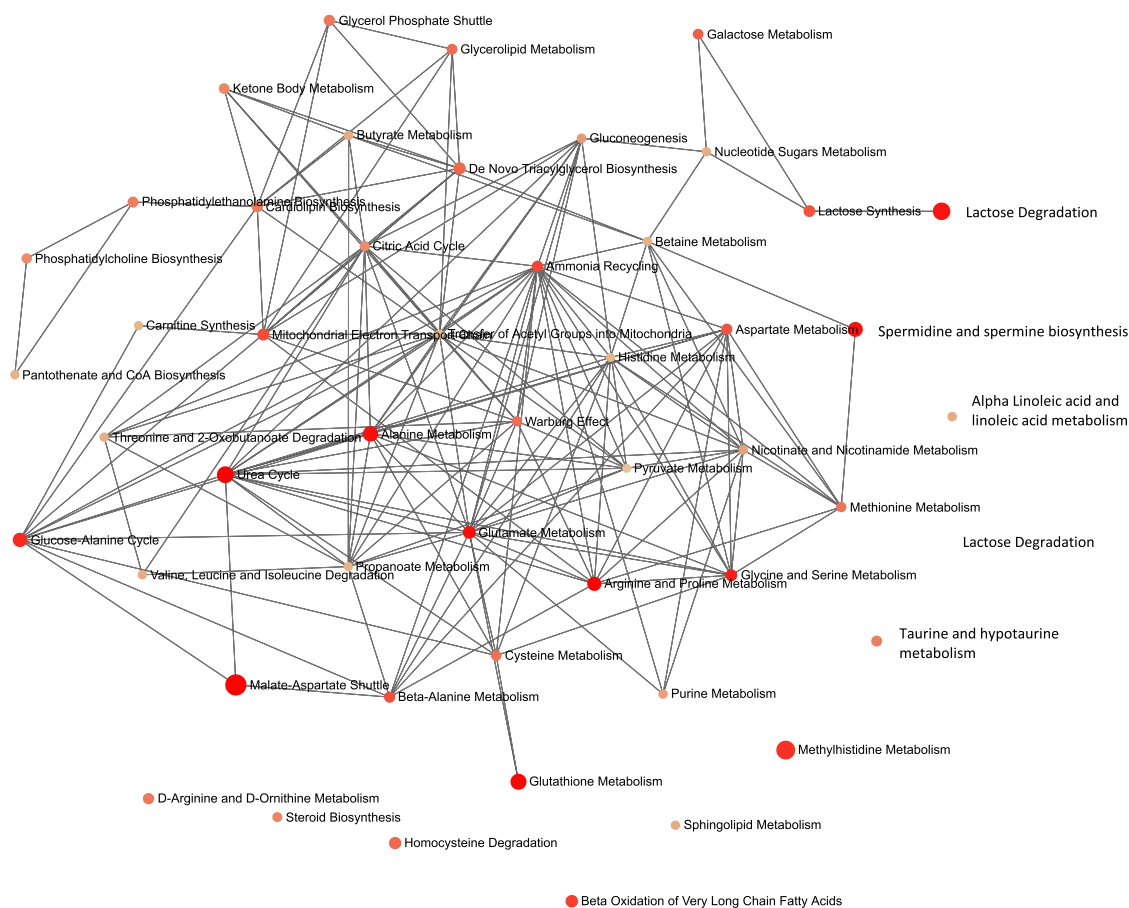 Glycerol Phosphate Shuttle
Galactose Metabolism
Glycerolipid Metabolism
Ketone Body Metabolism
Butyrate Metabolism
Gluconeogenesis
Nucleotide Sugars Metabolism
De Novo Triacylglycerol Biosynthesis
Phosphatidylethanolamine Biosynthesis
Cardiolipin Biosynthesis
Lactose Synthesis
Lactose Degradation
Betaine Metabolism
Citric Acid Cycle
Phosphatidylcholine Biosynthesis
Ammonia Recycling
Carnitine Synthesis
Aspartate Metabolism
Spermidine and spermine biosynthesis
Mitochondrial Electron Transport Chain
Transfer of Acetyl Groups into Mitochondria
Histidine Metabolism
Pantothenate and CoA Biosynthesis
Alpha Linoleic acid and
linoleic acid metabolism
Warburg Effect
Threonine and 2-Oxobutanoate Degradation
Alanine Metabolism
Nicotinate and Nicotinamide Metabolism
Pyruvate Metabolism
Urea Cycle
Methionine Metabolism
Glutamate Metabolism
Glucose-Alanine Cycle
Lactose Degradation
Propanoate Metabolism
Valine, Leucine and Isoleucine Degradation
Glycine and Serine Metabolism
Arginine and Proline Metabolism
Taurine and hypotaurine
metabolism
Cysteine Metabolism
Malate-Aspartate Shuttle
Beta-Alanine Metabolism
Purine Metabolism
Methylhistidine Metabolism
Glutathione Metabolism
D-Arginine and D-Ornithine Metabolism
Steroid Biosynthesis
Sphingolipid Metabolism
Homocysteine Degradation
Beta Oxidation of Very Long Chain Fatty Acids